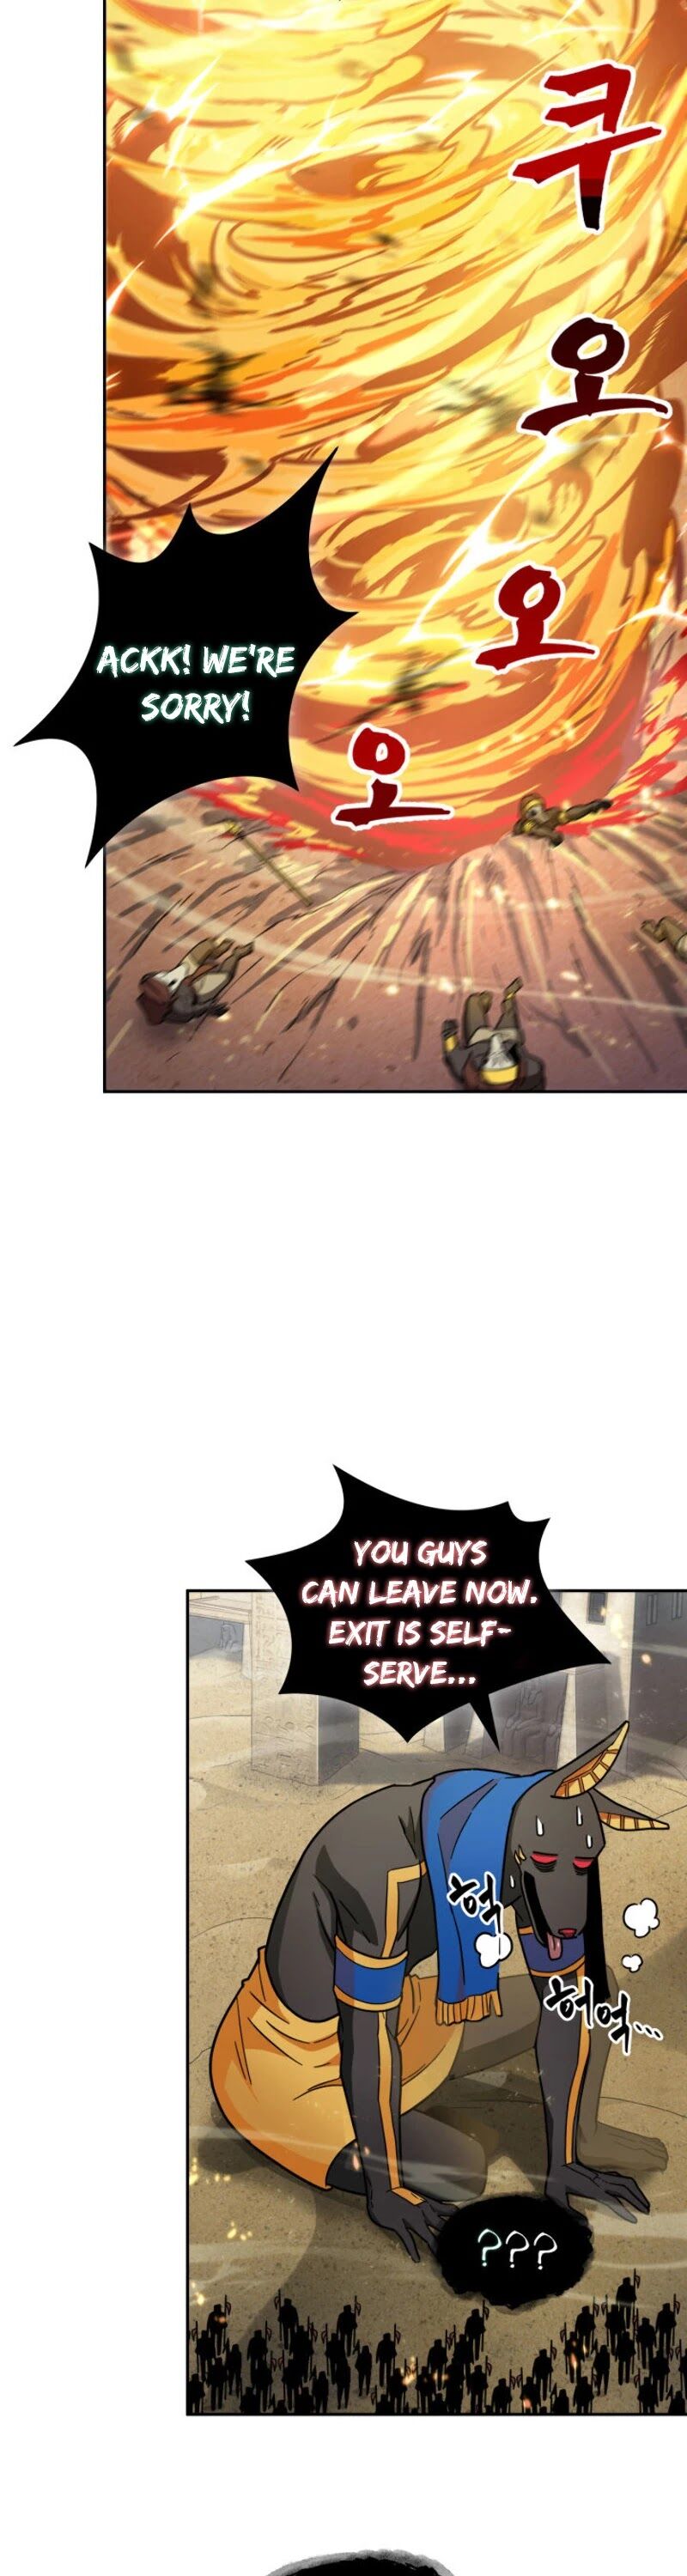 쿠
오
오
오
ACKK! WE'RE
SORRY!
YOU GUYS
CAN LEAVE NOW.
EXIT IS SELF-
SERVE...
헉
허억...
???